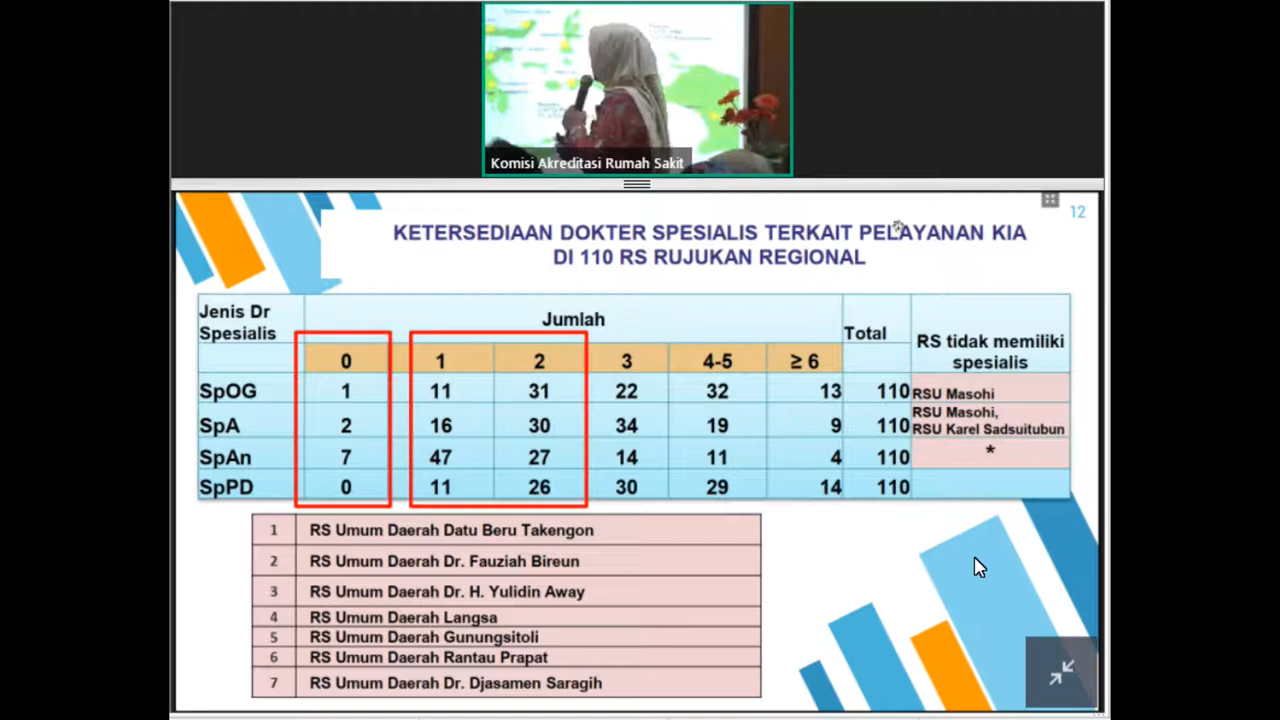 Komisi Akreditasi Rumah Sakit
12
KETERSEDIAAN DOKTER SPESIALIS TERKAIT PELAYANAN KIA
DI 110 RS RUJUKAN REGIONAL
Jenis Dr Spesialis Jumlah Total RS tidak memiliki spesialis
0 1 2 3 4-5 ≥ 6
SpOG 1 11 31 22 32 13 110 RSU Masohi
SpA 2 16 30 34 19 9 110 RSU Masohi, RSU Karel Sadsuitubun
SpAn 7 47 27 14 11 4 110 *
SpPD 0 11 26 30 29 14 110
1 RS Umum Daerah Datu Beru Takengon
2 RS Umum Daerah Dr. Fauziah Bireun
3 RS Umum Daerah Dr. H. Yulidin Away
4 RS Umum Daerah Langsa
5 RS Umum Daerah Gunungsitoli
6 RS Umum Daerah Rantau Prapat
7 RS Umum Daerah Dr. Djasamen Saragih